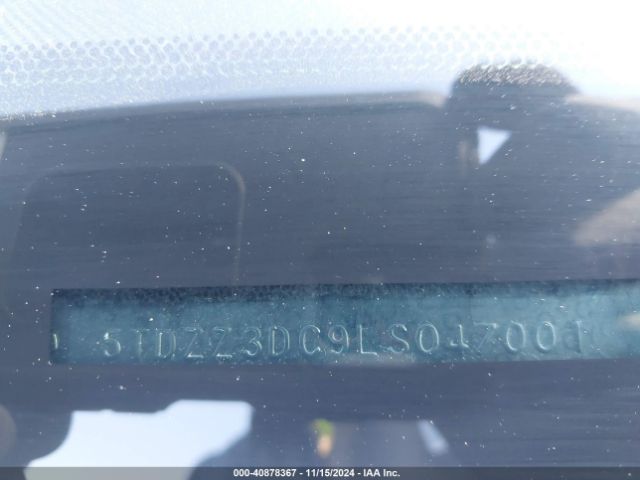 5TDZZ3DC9LS047001
000-40878367 - 11/15/2024 - IAA Inc.